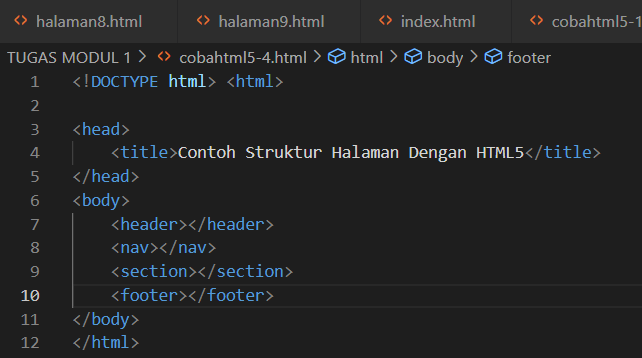 halaman8.html halaman9.html index.html cobahtml5-1
TUGAS MODUL 1 > cobahtml5-4.html > html > body > footer
1 <!DOCTYPE html> <html>
2
3 <head>
4 <title>Contoh Struktur Halaman Dengan HTML5</title>
5 </head>
6 <body>
7 <header></header>
8 <nav></nav>
9 <section></section>
10 <footer></footer>
11 </body>
12 </html>